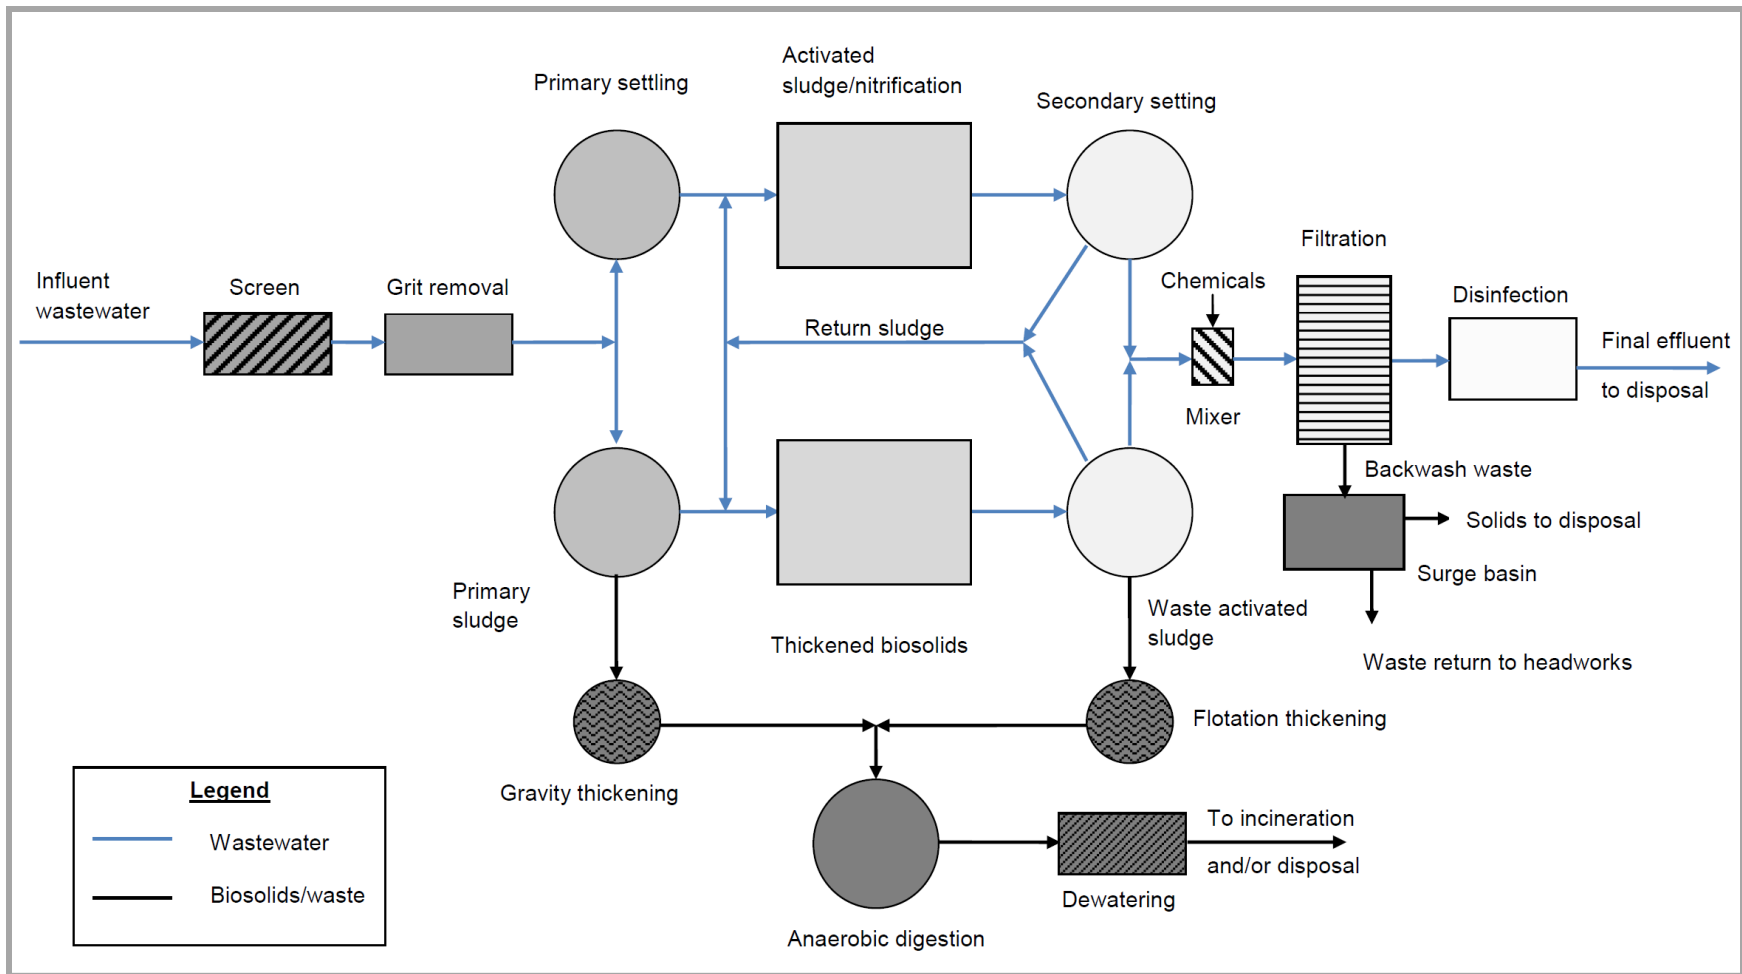 Activated
sludge/nitrification
Primary settling
Secondary setting
Filtration
Influent
wastewater
Screen
Grit removal
Chemicals
Disinfection
Return sludge
Final effluent
to disposal
Mixer
Backwash waste
Solids to disposal
Surge basin
Primary
sludge
Waste activated
sludge
Thickened biosolids
Waste return to headworks
Flotation thickening
Gravity thickening
Legend
Wastewater
Biosolids/waste
To incineration
and/or disposal
Dewatering
Anaerobic digestion